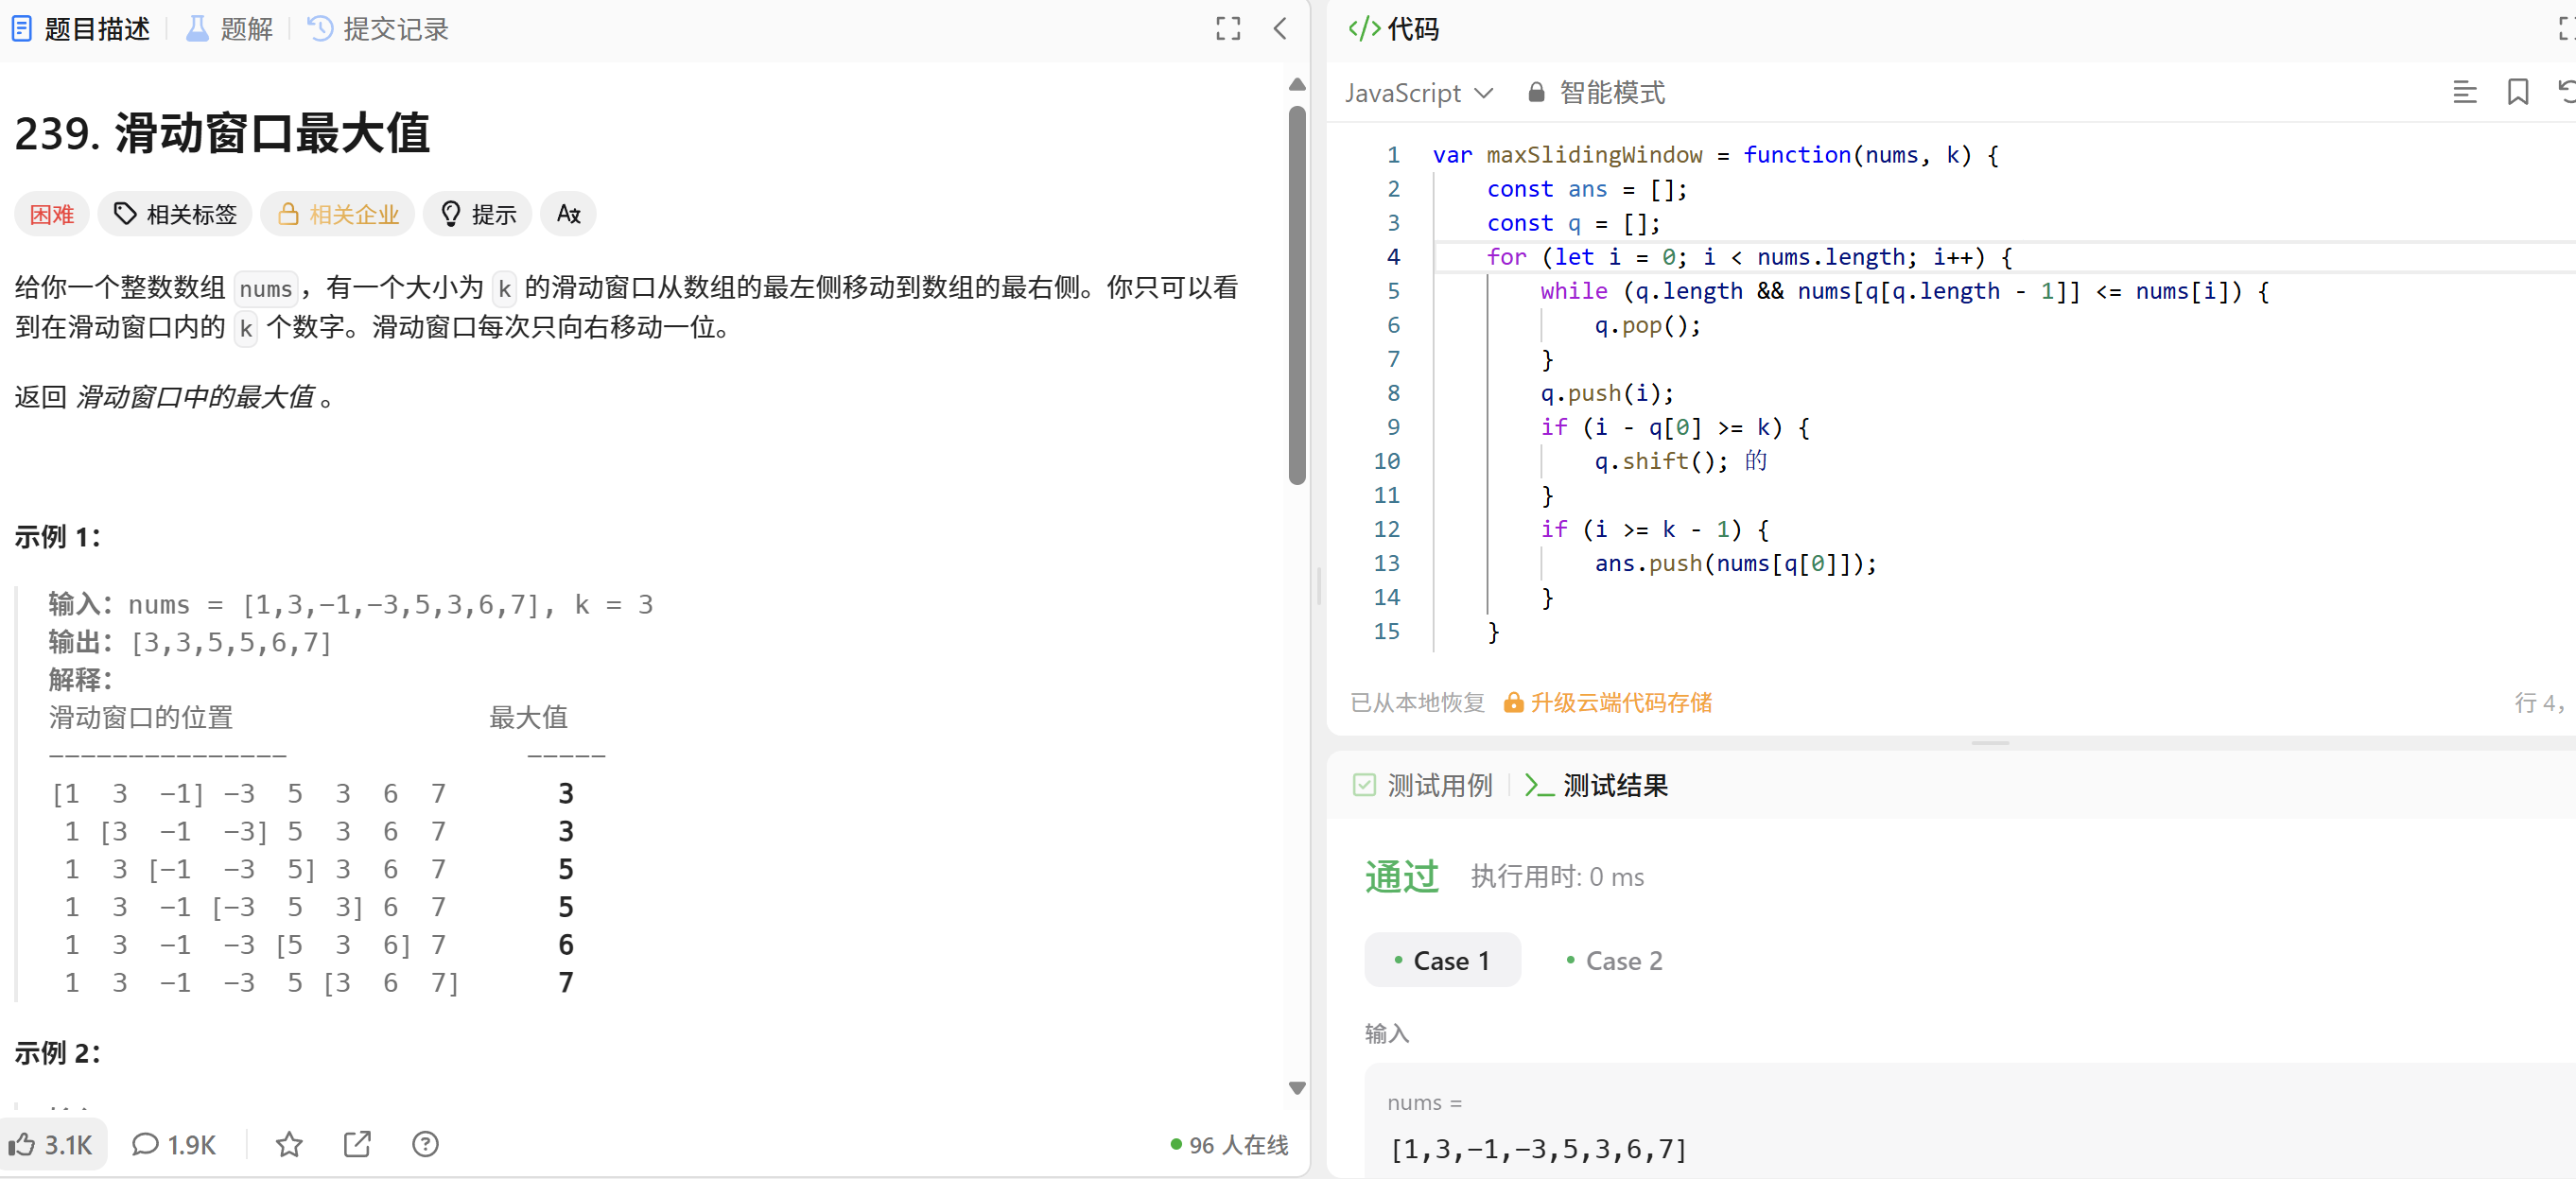 题目描述 题解 提交记录
239. 滑动窗口最大值
困难 相关标签 相关企业 提示
给你一个整数数组 nums，有一个大小为 k 的滑动窗口从数组的最左侧移动到数组的最右侧。你只可以看
到在滑动窗口内的 k 个数字。滑动窗口每次只向右移动一位。
返回 滑动窗口中的最大值 。
示例 1：
输入：nums = [1,3,-1,-3,5,3,6,7], k = 3
输出：[3,3,5,5,6,7]
解释：
滑动窗口的位置 最大值
--------------- -----
[1 3 -1] -3 5 3 6 7 3
1 [3 -1 -3] 5 3 6 7 3
1 3 [-1 -3 5] 3 6 7 5
1 3 -1 [-3 5 3] 6 7 5
1 3 -1 -3 [5 3 6] 7 6
1 3 -1 -3 5 [3 6 7] 7
示例 2：
3.1K 1.9K 96 人在线
</> 代码
JavaScript 智能模式
1 var maxSlidingWindow = function(nums, k) {
2 const ans = [];
3 const q = [];
4 for (let i = 0; i < nums.length; i++) {
5 while (q.length && nums[q[q.length - 1]] <= nums[i]) {
6 q.pop();
7 }
8 q.push(i);
9 if (i - q[0] >= k) {
10 q.shift(); 的
11 }
12 if (i >= k - 1) {
13 ans.push(nums[q[0]]);
14 }
15 }
已从本地恢复 升级云端代码存储 行 4,
测试用例 测试结果
通过 执行用时: 0 ms
Case 1 Case 2
输入
nums =
[1,3,-1,-3,5,3,6,7]